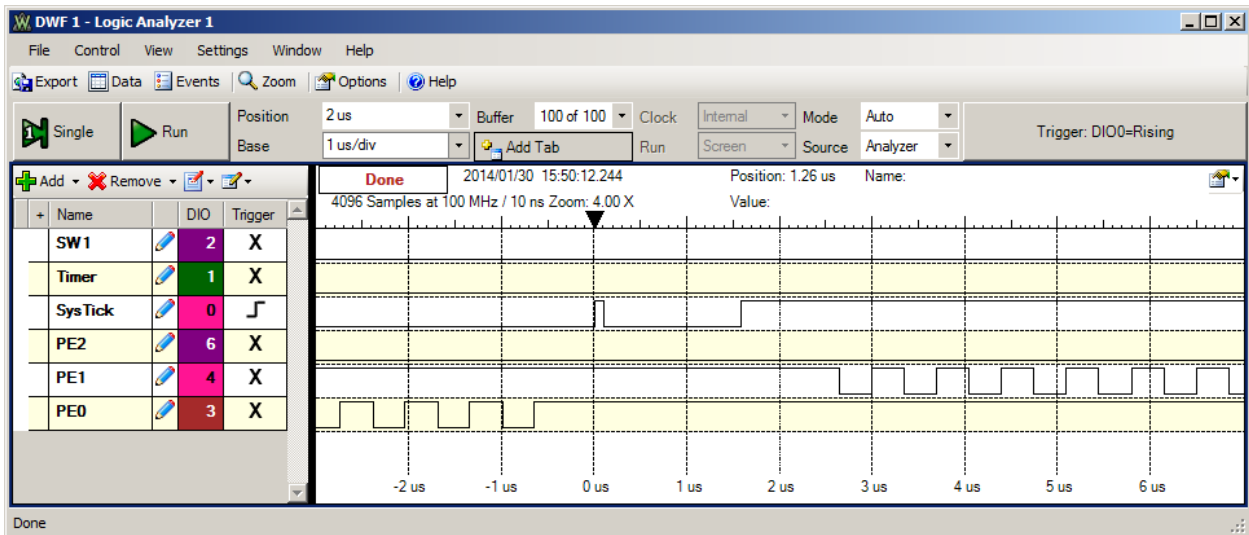 DWF 1 - Logic Analyzer 1
File Control View Settings Window Help
Export Data Events Zoom Options Help
Single Run Position 2 us Buffer 100 of 100 Clock Internal Mode Auto Trigger: DIO0=Rising
Base 1 us/div Add Tab Run Screen Source Analyzer
Add Remove Done 2014/01/30 15:50:12.244 Position: 1.26 us Name:
4096 Samples at 100 MHz / 10 ns Zoom: 4.00 X Value:
+ Name DIO Trigger
SW1 2 X
Timer 1 X
SysTick 0
PE2 6 X
PE1 4 X
PE0 3 X
-2 us -1 us 0 us 1 us 2 us 3 us 4 us 5 us 6 us
Done